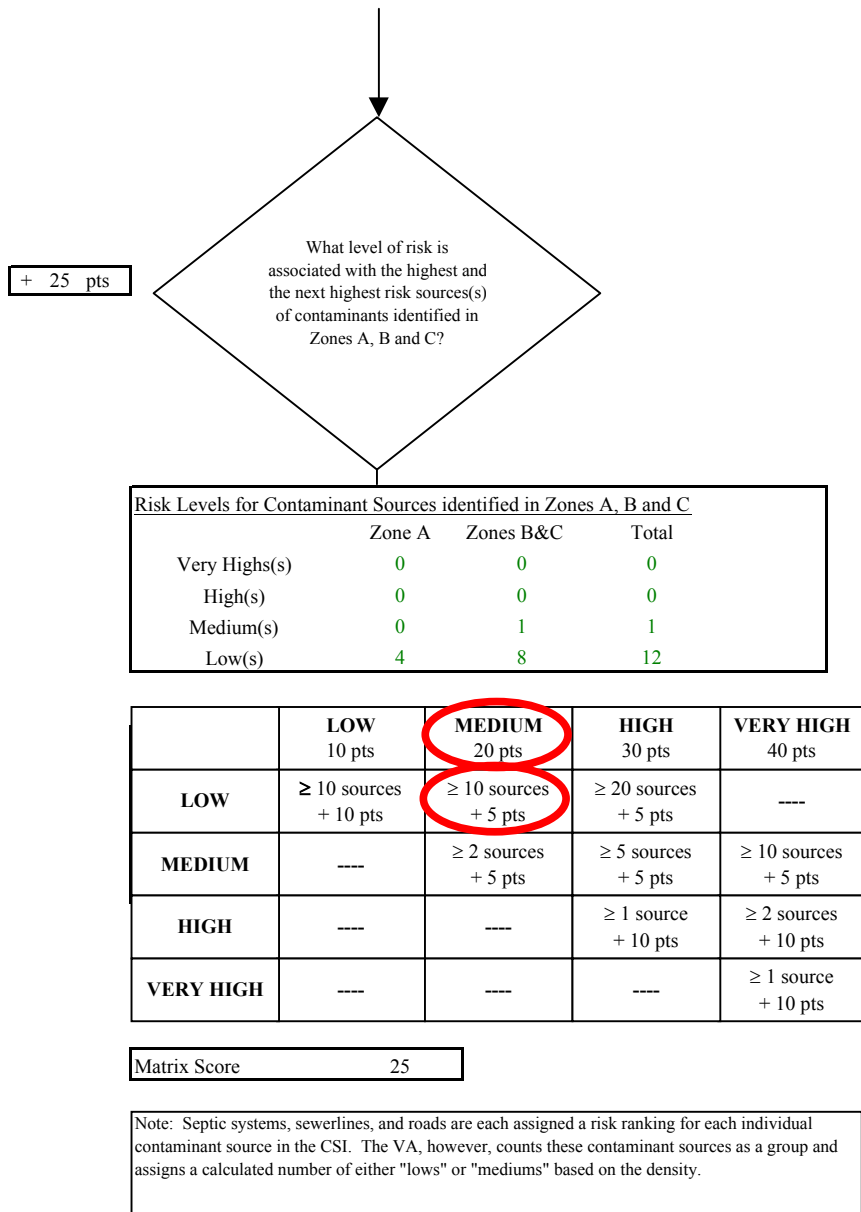 What level of risk is
associated with the highest and
the next highest risk sources(s)
of contaminants identified in
Zones A, B and C?
+ 25 pts
Risk Levels for Contaminant Sources identified in Zones A, B and C
Zone A Zones B&C Total
Very Highs(s) 0 0 0
High(s) 0 0 0
Medium(s) 0 1 1
Low(s) 4 8 12
LOW MEDIUM HIGH VERY HIGH
10 pts 20 pts 30 pts 40 pts
LOW ≥ 10 sources ≥ 10 sources ≥ 20 sources ----
+ 10 pts + 5 pts + 5 pts
MEDIUM ---- ≥ 2 sources ≥ 5 sources ≥ 10 sources
+ 5 pts + 5 pts + 5 pts
HIGH ---- ---- ≥ 1 source ≥ 2 sources
+ 10 pts + 10 pts
VERY HIGH ---- ---- ---- ≥ 1 source
+ 10 pts
Matrix Score 25
Note: Septic systems, sewerlines, and roads are each assigned a risk ranking for each individual
contaminant source in the CSI. The VA, however, counts these contaminant sources as a group and
assigns a calculated number of either "lows" or "mediums" based on the density.